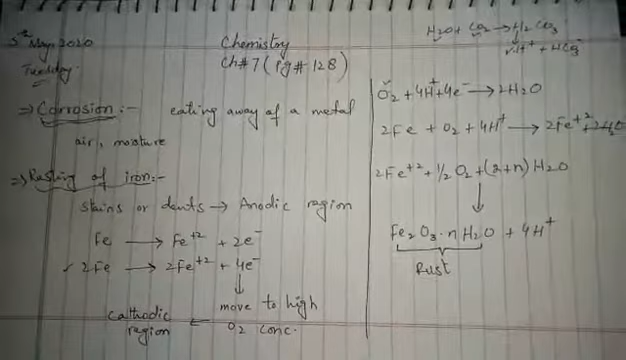 5th May, 2020
Tuesday
Chemistry
Ch#7 (Pg# 128)
⇒ Corrosion:- eating away of a metal
air, moisture
⇒ Rusting of iron:-
stains or dents → Anodic region
Fe → Fe+2 + 2e-
✓ 2Fe → 2Fe+2 + 4e-
↓
move to high
O2 conc.
← cathodic
region
H2O + CO2 → H2CO3
H+ + HCO3-
O2 + 4H+ + 4e- → 2H2O
2Fe + O2 + 4H+ → 2Fe+2 + 2H2O
2Fe+2 + 1/2 O2 + (2+n) H2O
↓
Fe2O3·nH2O + 4H+
Rust